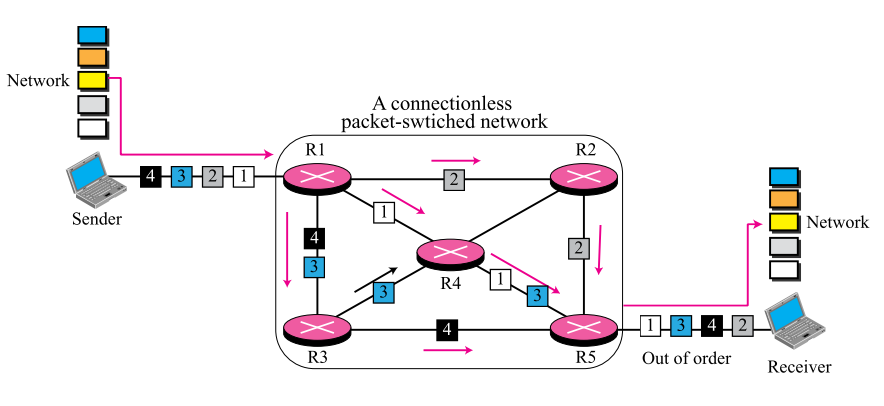 Network
A connectionless
packet-swtiched network
R1
R2
4 3 2 1
2
Sender
1
4
3
2
Network
R4
3
1
3
R3
4
R5
1 3 4 2
Out of order
Receiver